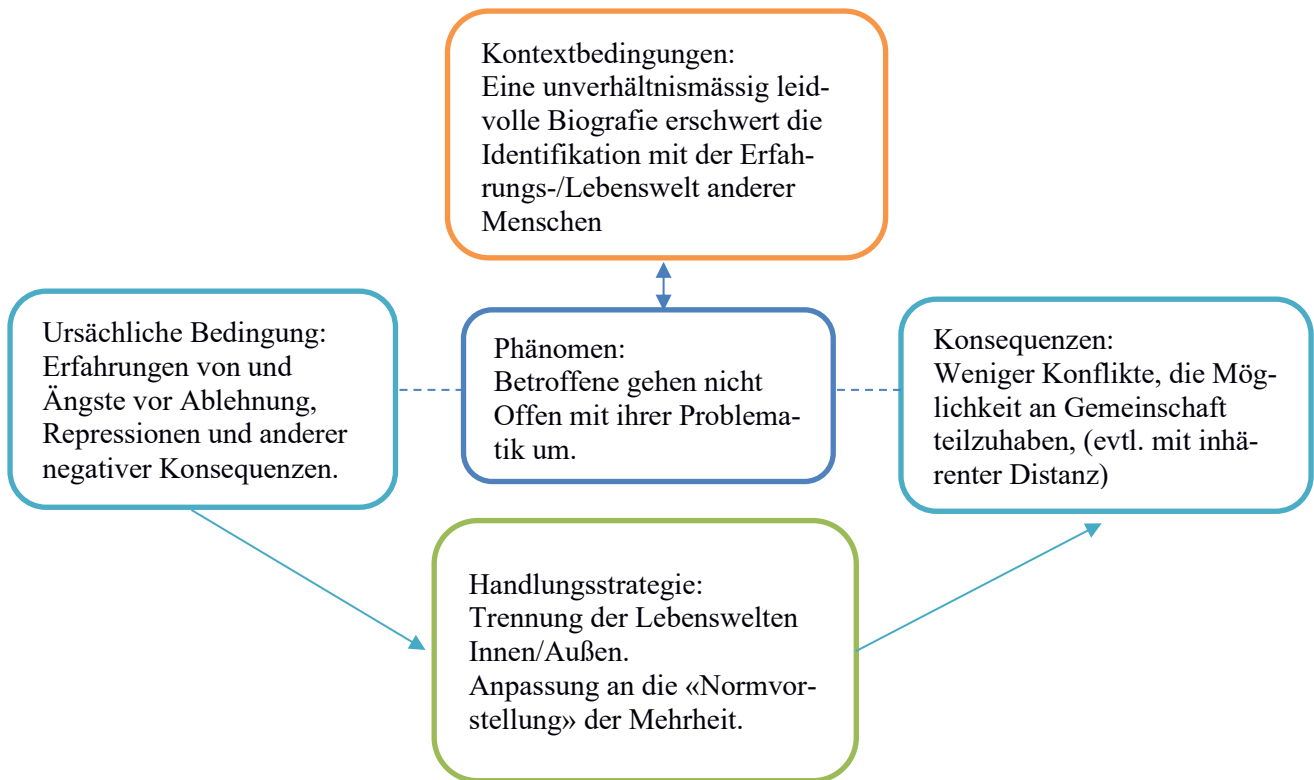 Kontextbedingungen:
Eine unverhältnismässig leid-
volle Biografie erschwert die
Identifikation mit der Erfah-
rungs-/Lebenswelt anderer
Menschen
Ursächliche Bedingung:
Erfahrungen von und
Ängste vor Ablehnung,
Repressionen und anderer
negativer Konsequenzen.
Phänomen:
Betroffene gehen nicht
Offen mit ihrer Problema-
tik um.
Konsequenzen:
Weniger Konflikte, die Mög-
lichkeit an Gemeinschaft
teilzuhaben, (evtl. mit inhä-
renter Distanz)
Handlungsstrategie:
Trennung der Lebenswelten
Innen/Außen.
Anpassung an die «Normvor-
stellung» der Mehrheit.